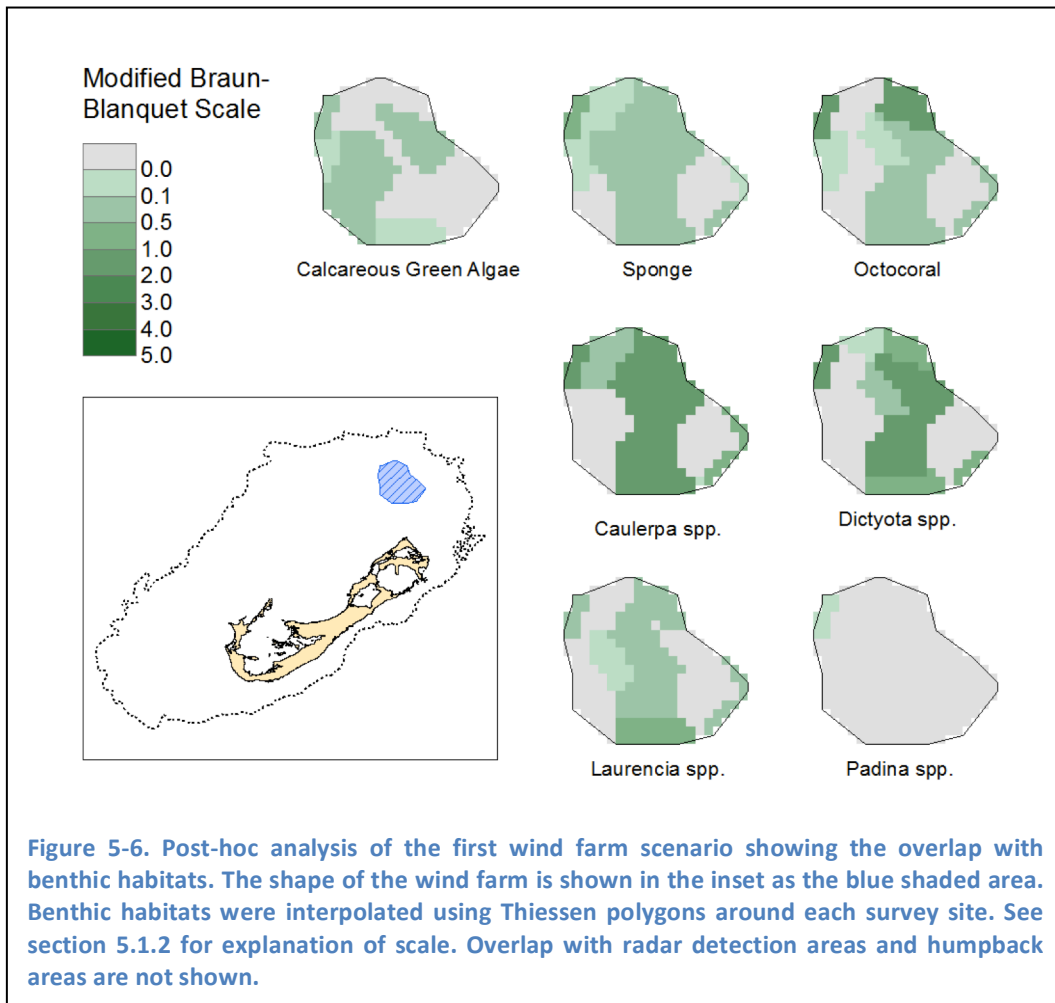 Modified Braun-
Blanquet Scale
0.0
0.1
0.5
1.0
2.0
3.0
4.0
5.0
Calcareous Green Algae
Sponge
Octocoral
Caulerpa spp.
Dictyota spp.
Laurencia spp.
Padina spp.
Figure 5-6. Post-hoc analysis of the first wind farm scenario showing the overlap with
benthic habitats. The shape of the wind farm is shown in the inset as the blue shaded area.
Benthic habitats were interpolated using Thiessen polygons around each survey site. See
section 5.1.2 for explanation of scale. Overlap with radar detection areas and humpback
areas are not shown.